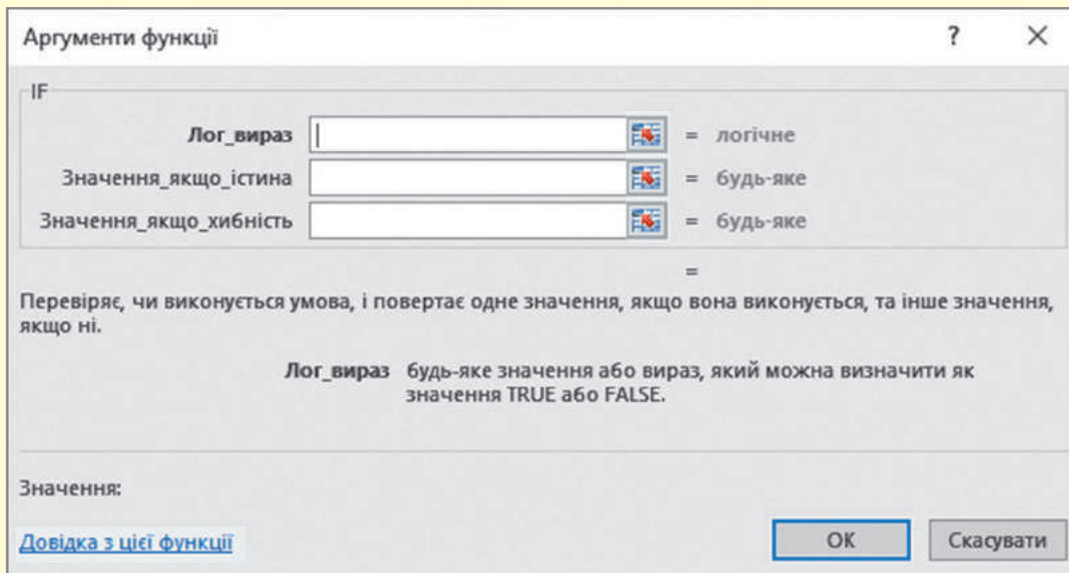 Аргументи функції ? ×
IF
Лог_вираз = логічне
Значення_якщо_істина = будь-яке
Значення_якщо_хибність = будь-яке
=
Перевіряє, чи виконується умова, і повертає одне значення, якщо вона виконується, та інше значення,
якщо ні.
Лог_вираз будь-яке значення або вираз, який можна визначити як
значення TRUE або FALSE.
Значення:
Довідка з цієї функції OK Скасувати